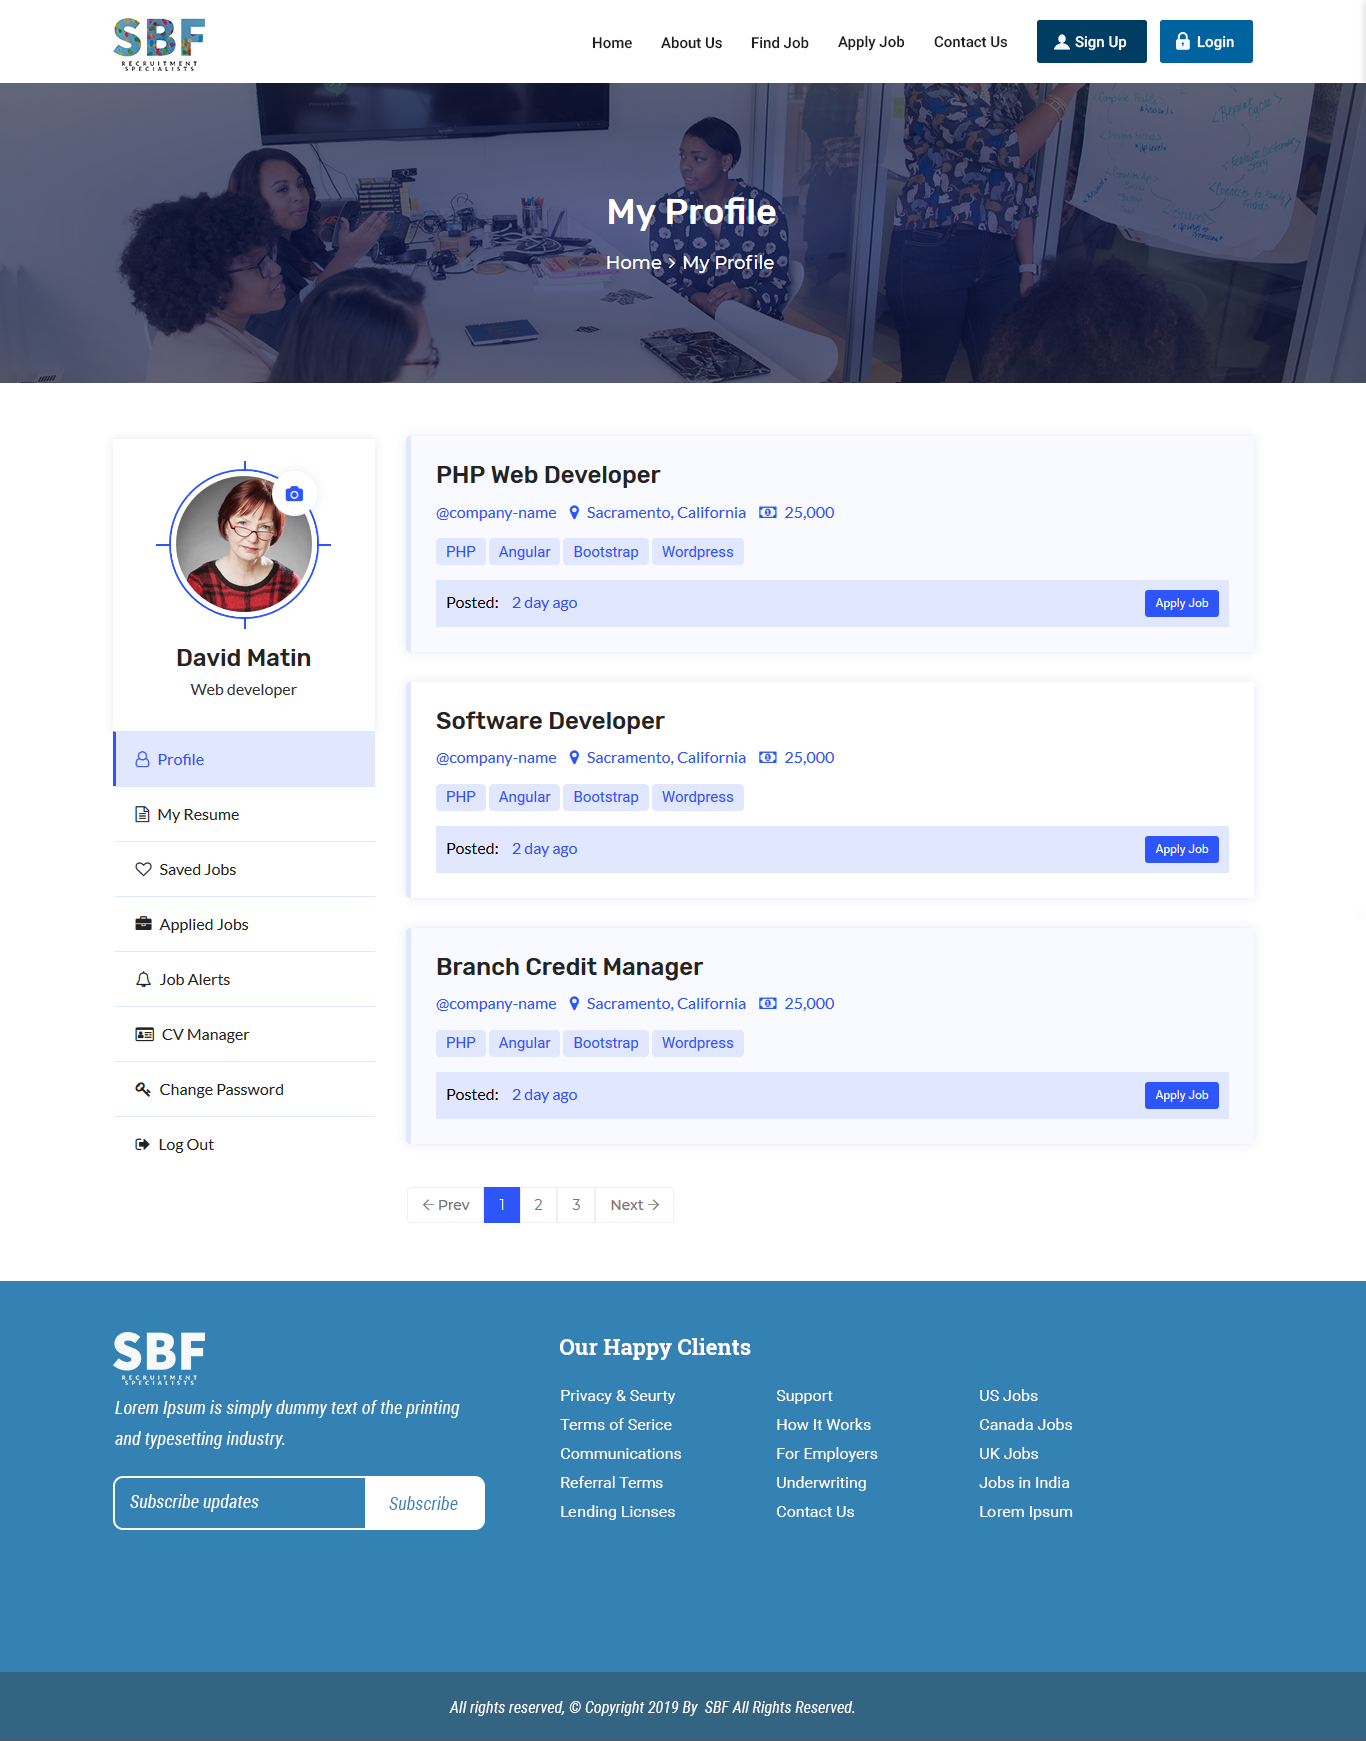 SBF
RECRUITMENT
SPECIALISTS
Home About Us Find Job Apply Job Contact Us Sign Up Login
My Profile
Home > My Profile
David Matin
Web developer
Profile
My Resume
Saved Jobs
Applied Jobs
Job Alerts
CV Manager
Change Password
Log Out
PHP Web Developer
@company-name Sacramento, California 25,000
PHP Angular Bootstrap Wordpress
Posted: 2 day ago Apply Job
Software Developer
@company-name Sacramento, California 25,000
PHP Angular Bootstrap Wordpress
Posted: 2 day ago Apply Job
Branch Credit Manager
@company-name Sacramento, California 25,000
PHP Angular Bootstrap Wordpress
Posted: 2 day ago Apply Job
← Prev 1 2 3 Next →
SBF
RECRUITMENT
SPECIALISTS
Lorem Ipsum is simply dummy text of the printing
and typesetting industry.
Subscribe updates Subscribe
Our Happy Clients
Privacy & Seurty Support US Jobs
Terms of Serice How It Works Canada Jobs
Communications For Employers UK Jobs
Referral Terms Underwriting Jobs in India
Lending Licnses Contact Us Lorem Ipsum
All rights reserved, © Copyright 2019 By SBF All Rights Reserved.